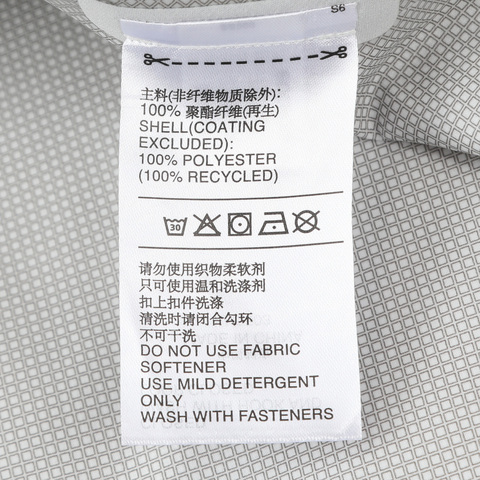 S6
主料(非纤维物质除外):
100% 聚酯纤维(再生)
SHELL(COATING
EXCLUDED):
100% POLYESTER
(100% RECYCLED)
30
请勿使用织物柔软剂
只可使用温和洗涤剂
扣上扣件洗涤
清洗时请闭合勾环
不可干洗
DO NOT USE FABRIC
SOFTENER
USE MILD DETERGENT
ONLY
WASH WITH FASTENERS